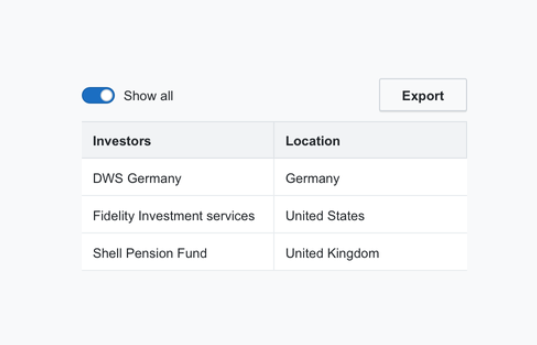 Show all Export
Investors Location
DWS Germany Germany
Fidelity Investment services United States
Shell Pension Fund United Kingdom